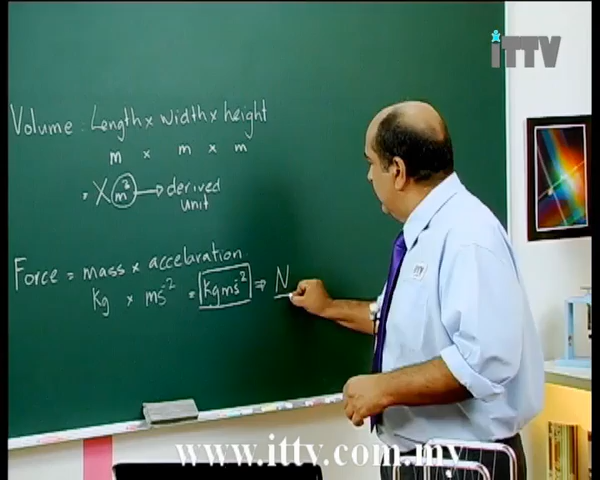 iTTV
Volume : Length x width x height
m x m x m
= X m³ → derived
unit
Force = mass x accelaration
kg x ms⁻² = kgms⁻² ⇒ N
www.ittv.com.my